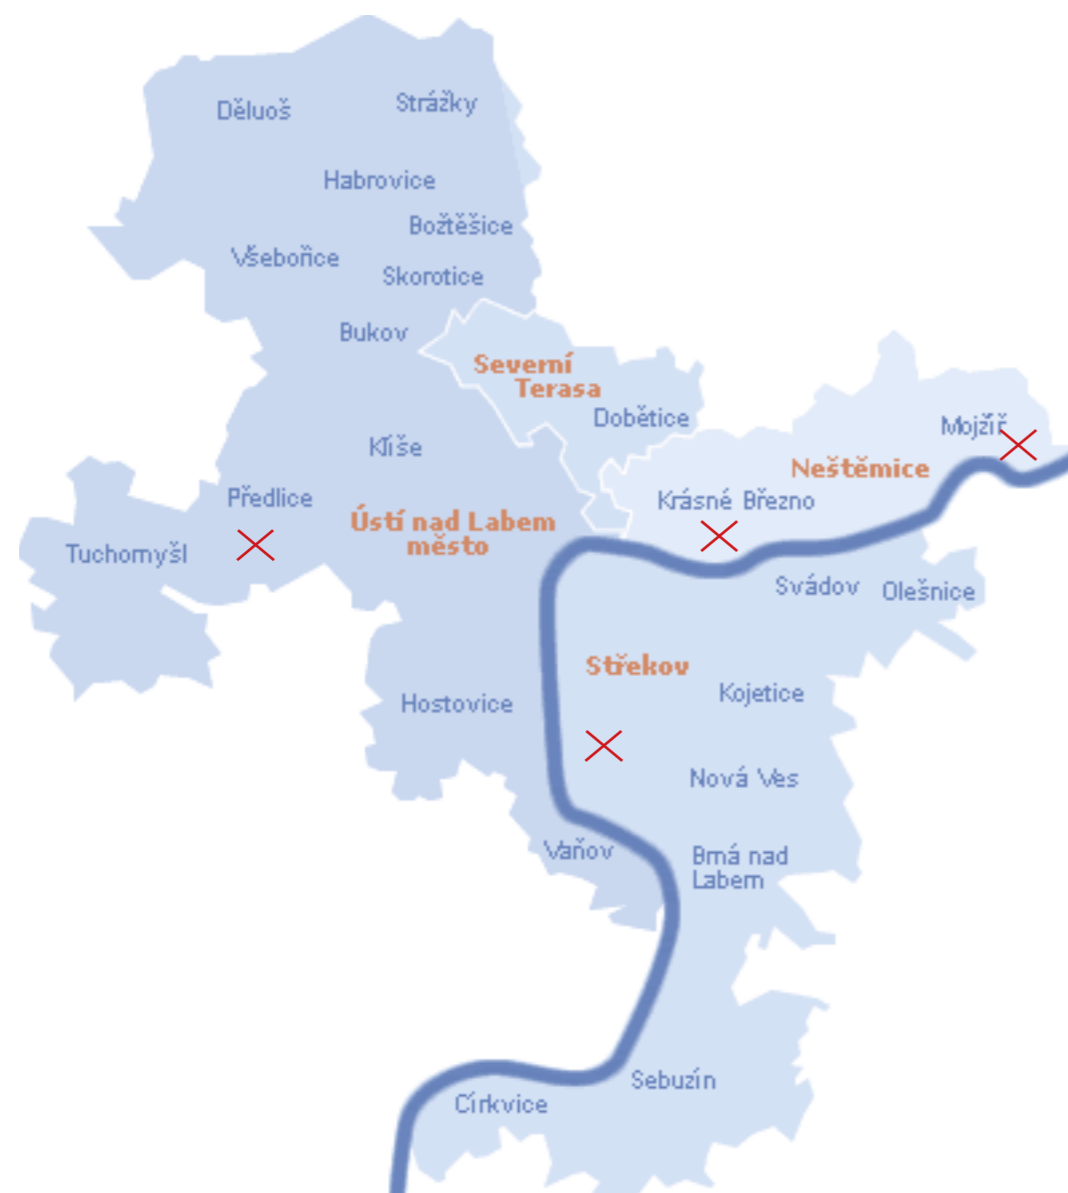 Děluoš
Strážky
Habrovice
Božtěšice
Všebořice
Skorotice
Bukov
Severní
Terasa
Dobětice
Mojžíř
Klíše
Neštěmice
Předlice
Krásné Březno
Ústí nad Labem
město
Tuchomyšl
Svádov
Olešnice
Střekov
Kojetice
Hostovice
Nová Ves
Vaňov
Brná nad
Labem
Sebuzín
Církvice